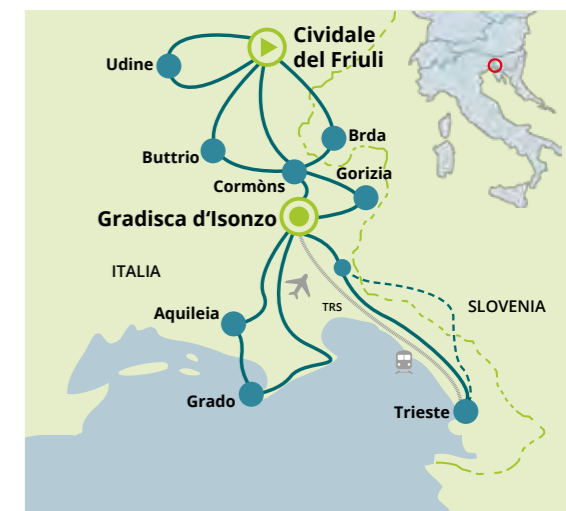 Cividale
del Friuli
Udine
Brda
Buttrio
Cormòns
Gorizia
Gradisca d‘Isonzo
ITALIA
TRS
SLOVENIA
Aquileia
Grado
Trieste